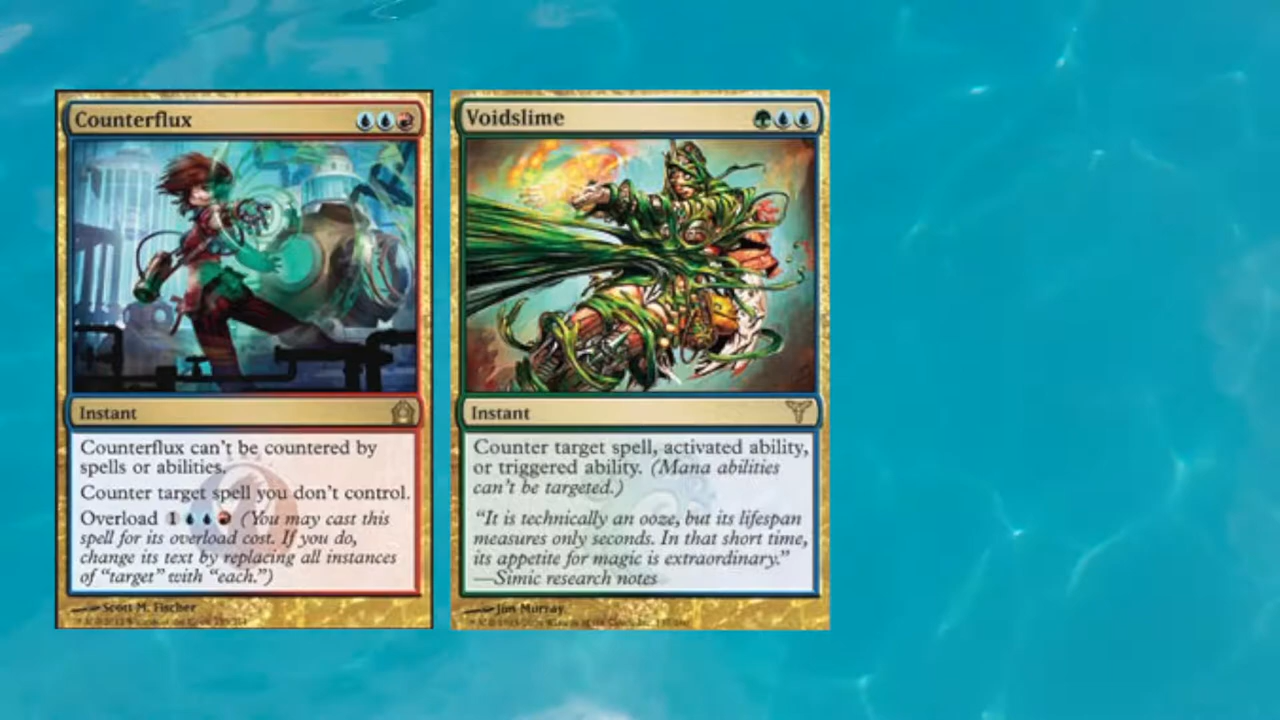 Counterflux
Instant
Counterflux can't be countered by
spells or abilities.
Counter target spell you don't control.
Overload 1 (You may cast this
spell for its overload cost. If you do,
change its text by replacing all instances
of "target" with "each.")
Scott M. Fischer
Voidslime
Instant
Counter target spell, activated ability,
or triggered ability. (Mana abilities
can't be targeted.)
"It is technically an ooze, but its lifespan
measures only seconds. In that short time,
its appetite for magic is extraordinary."
—Simic research notes
Jim Murray